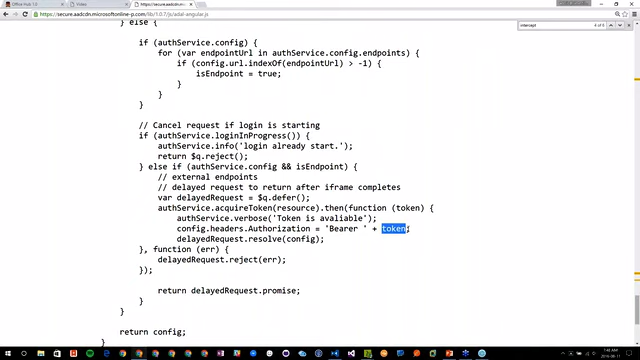 Office Hub 1.0
Video
https://secure.aadcdn.mi
https://secure.aadcdn.microsoftonline-p.com/lib/1.0.7/js/adal-angular.js
intercept
4 of 6
} else {
if (authService.config) {
for (var endpointUrl in authService.config.endpoints) {
if (config.url.indexOf(endpointUrl) > -1) {
isEndpoint = true;
}
}
}
// Cancel request if login is starting
if (authService.loginInProgress()) {
authService.info('login already start.');
return $q.reject();
} else if (authService.config && isEndpoint) {
// external endpoints
// delayed request to return after iframe completes
var delayedRequest = $q.defer();
authService.acquireToken(resource).then(function (token) {
authService.verbose('Token is avaliable');
config.headers.Authorization = 'Bearer ' + token;
delayedRequest.resolve(config);
}, function (err) {
delayedRequest.reject(err);
});
return delayedRequest.promise;
}
}
return config;
}